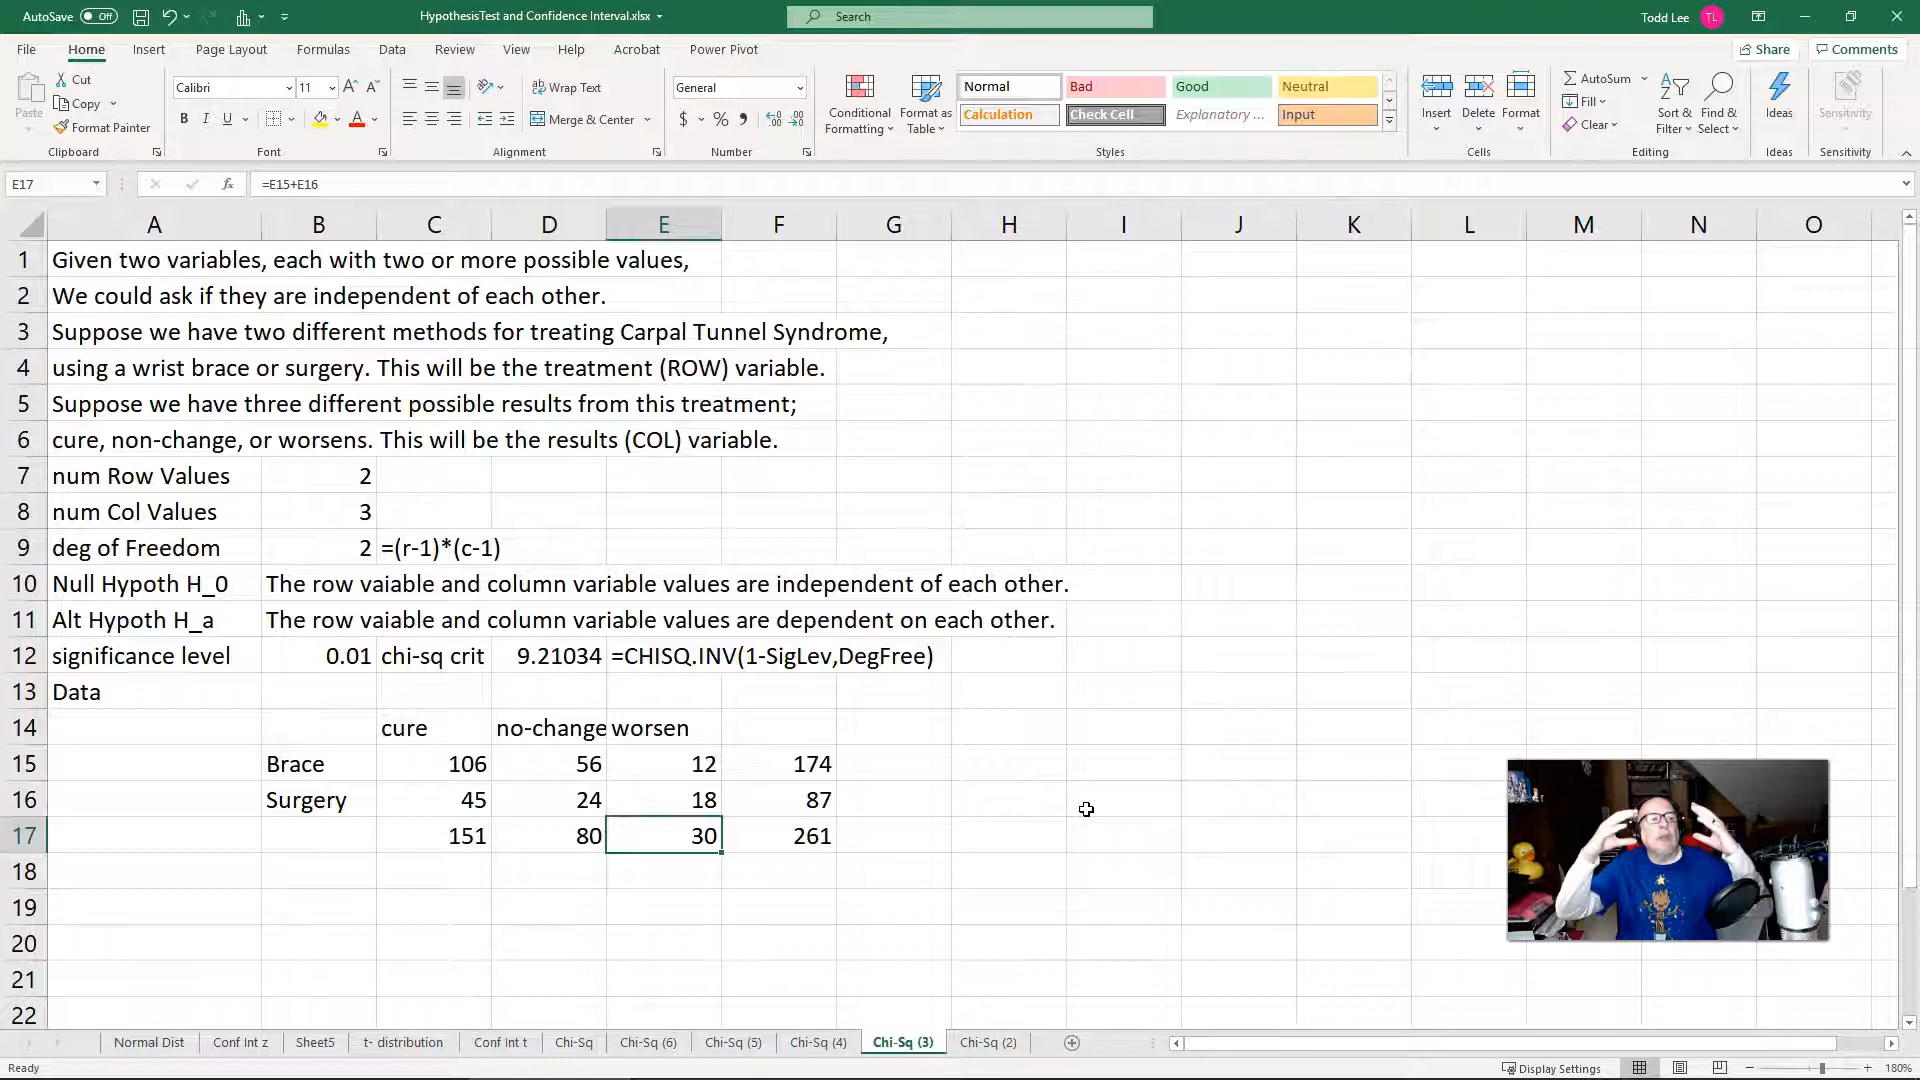 AutoSave Off HypothesisTest and Confidence Interval.xlsx Search Todd Lee TL
File Home Insert Page Layout Formulas Data Review View Help Acrobat Power Pivot Share Comments
Paste Cut Copy Format Painter
Calibri 11 B I U
Wrap Text Merge & Center
General $ %
Conditional Formatting Format as Table
Normal Bad Good Neutral
Calculation Check Cell Explanatory ... Input
Insert Delete Format
AutoSum Fill Clear Sort & Filter Find & Select
Ideas Sensitivity
Clipboard Font Alignment Number Styles Cells Editing Ideas Sensitivity
E17 fx =E15+E16
A B C D E F G H I J K L M N O
1 Given two variables, each with two or more possible values,
2 We could ask if they are independent of each other.
3 Suppose we have two different methods for treating Carpal Tunnel Syndrome,
4 using a wrist brace or surgery. This will be the treatment (ROW) variable.
5 Suppose we have three different possible results from this treatment;
6 cure, non-change, or worsens. This will be the results (COL) variable.
7 num Row Values 2
8 num Col Values 3
9 deg of Freedom 2 =(r-1)*(c-1)
10 Null Hypoth H_0 The row vaiable and column variable values are independent of each other.
11 Alt Hypoth H_a The row vaiable and column variable values are dependent on each other.
12 significance level 0.01 chi-sq crit 9.21034 =CHISQ.INV(1-SigLev,DegFree)
13 Data
14 cure no-change worsen
15 Brace 106 56 12 174
16 Surgery 45 24 18 87
17 151 80 30 261
18
19
20
21
22
Normal Dist Conf Int z Sheet5 t- distribution Conf Int t Chi-Sq Chi-Sq (6) Chi-Sq (5) Chi-Sq (4) Chi-Sq (3) Chi-Sq (2)
Ready Display Settings 180%